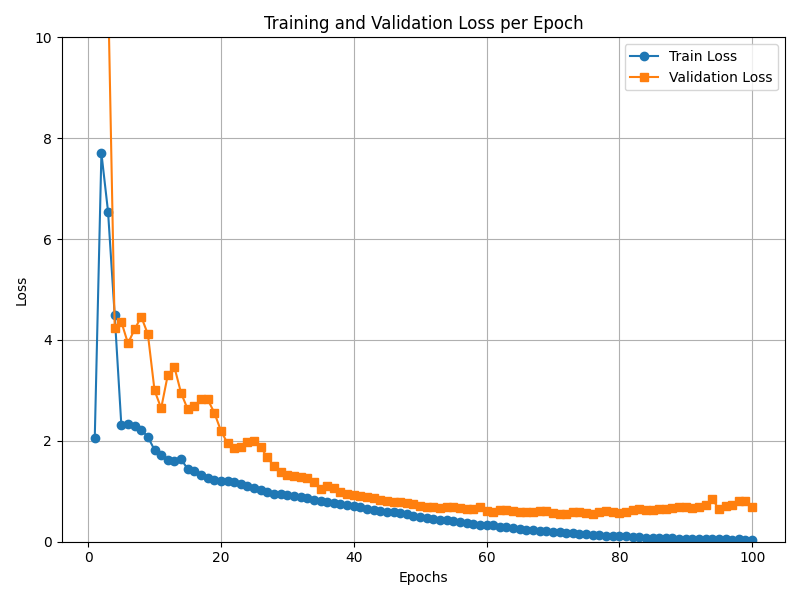 Training and Validation Loss per Epoch
Train Loss
Validation Loss
10
8
6
4
2
0
Loss
0 20 40 60 80 100
Epochs